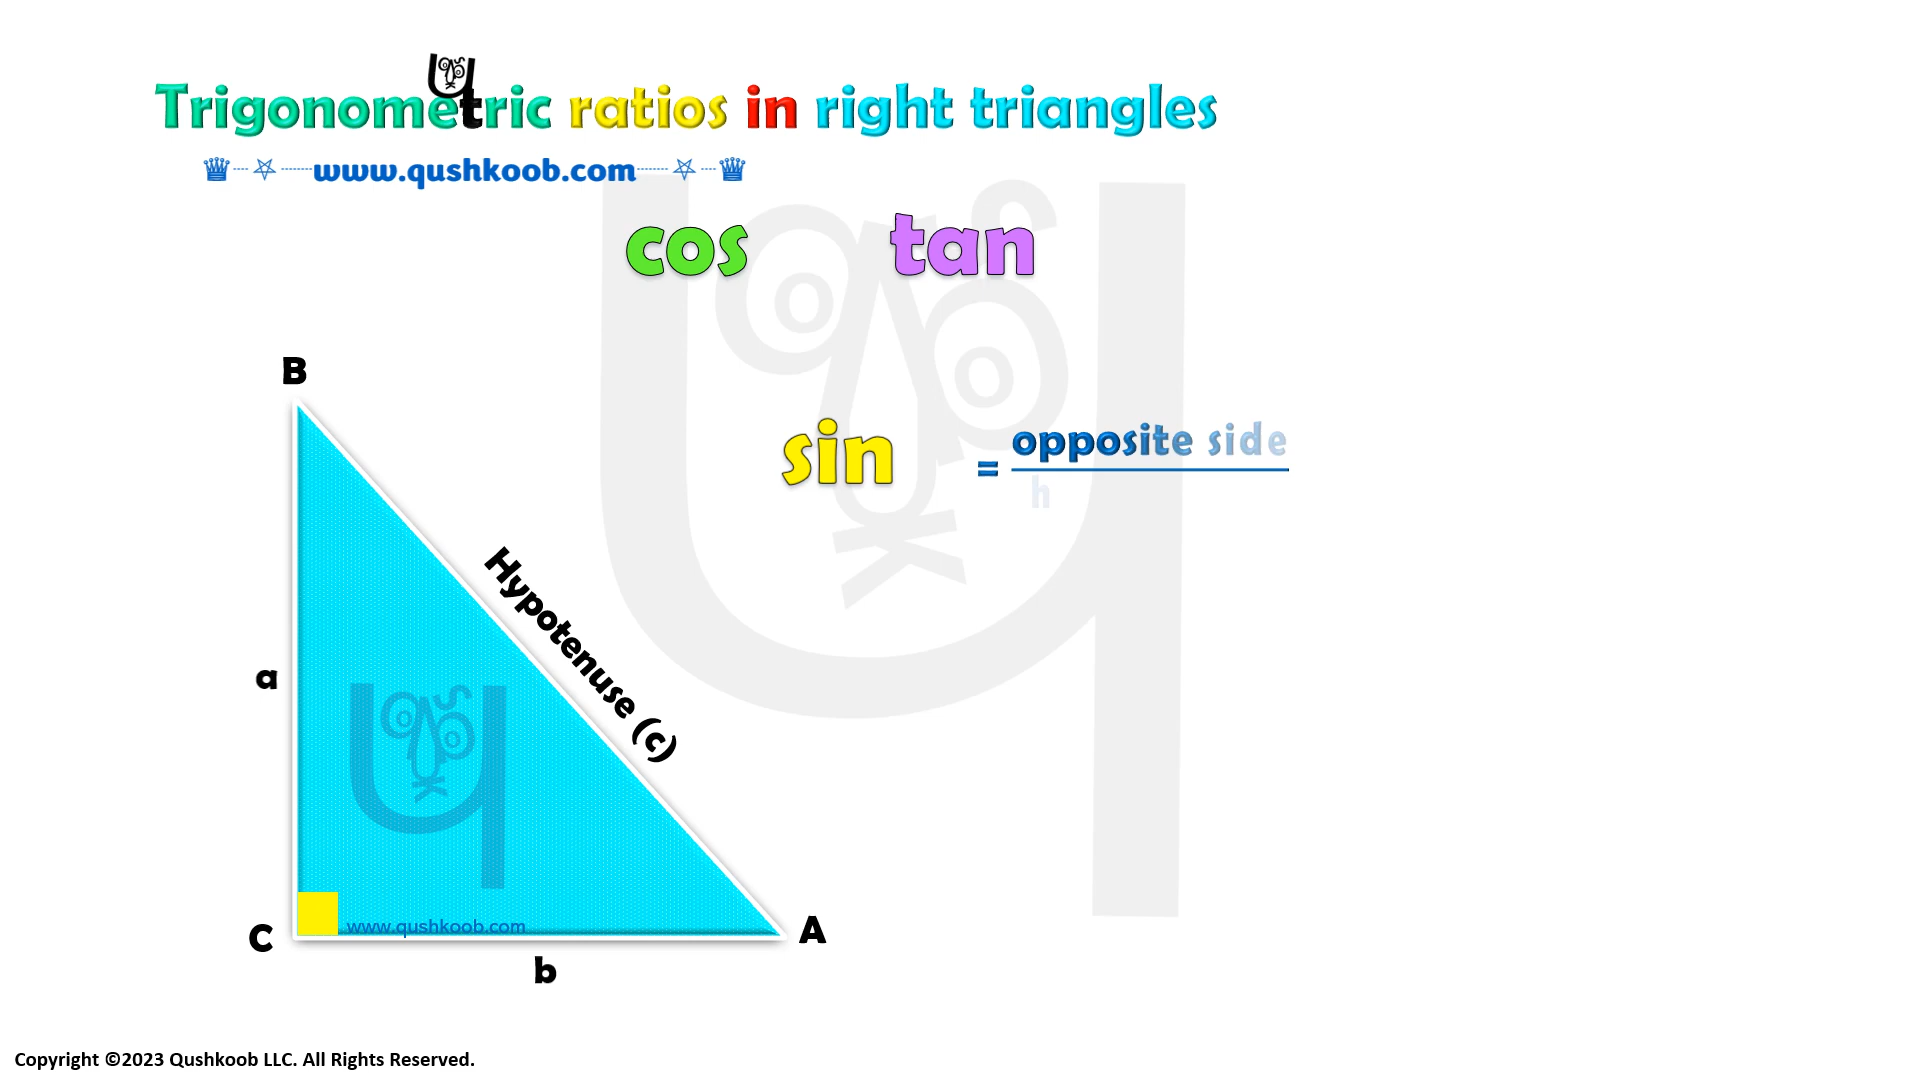 Trigonometric ratios in right triangles
www.qushkoob.com
cos tan
B
sin = opposite side
h
Hypotenuse (c)
a
www.qushkoob.com
C
A
b
Copyright ©2023 Qushkoob LLC. All Rights Reserved.